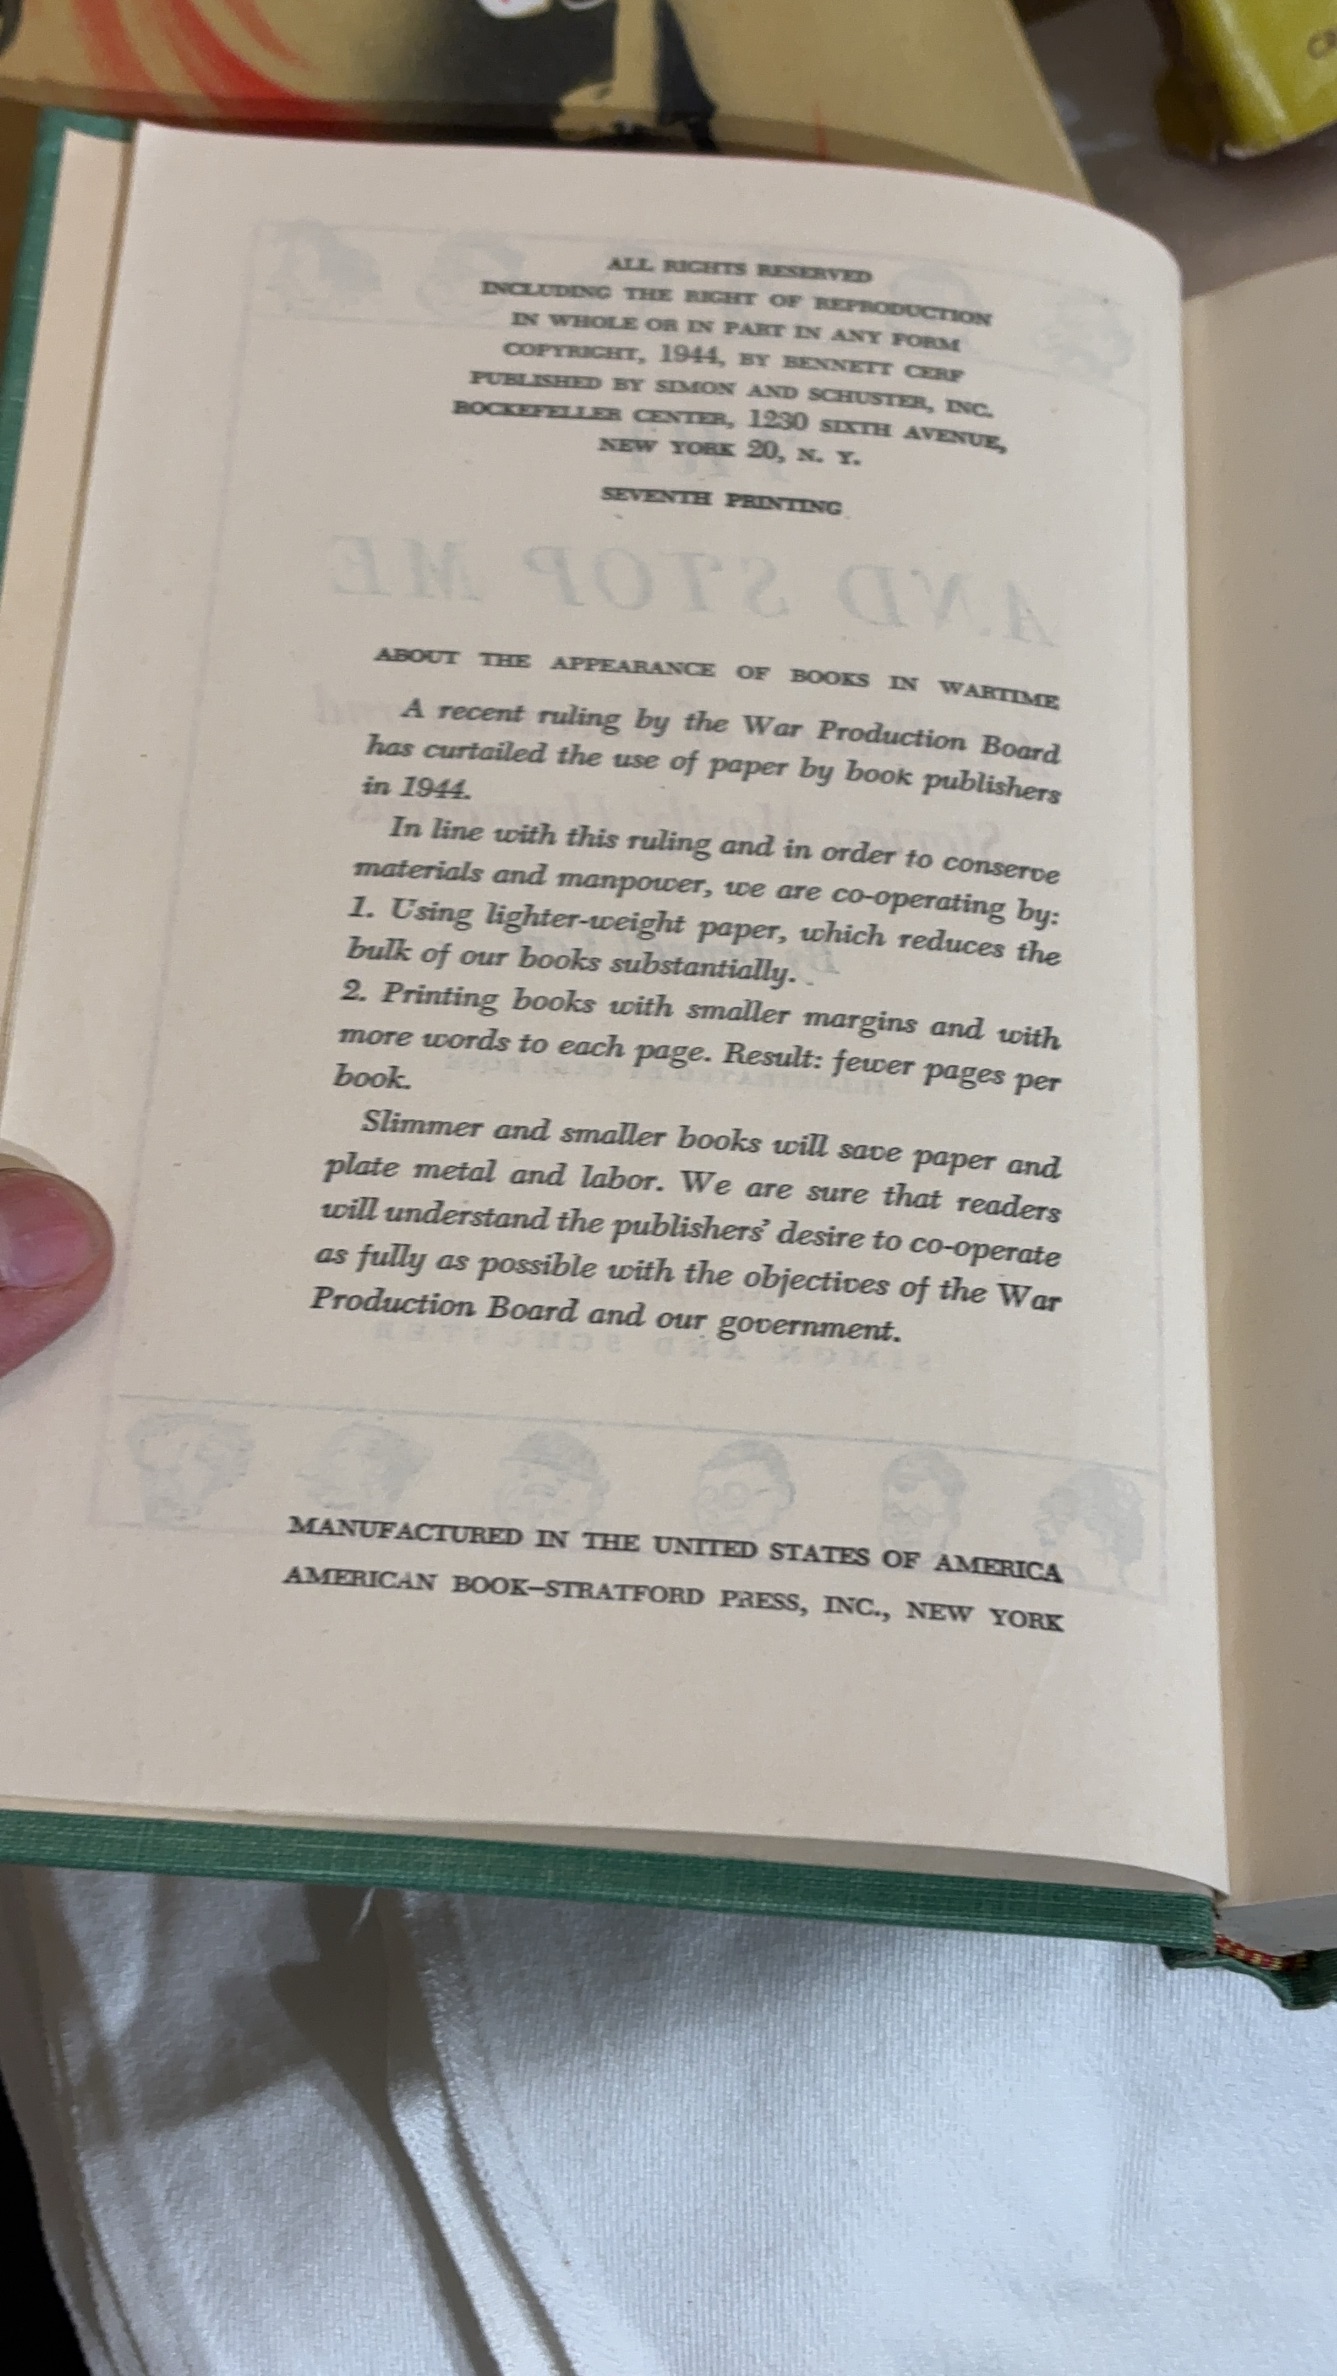 ALL RIGHTS RESERVED
INCLUDING THE RIGHT OF REPRODUCTION
IN WHOLE OR IN PART IN ANY FORM
COPYRIGHT, 1944, BY BENNETT CERF
PUBLISHED BY SIMON AND SCHUSTER, INC.
ROCKEFELLER CENTER, 1230 SIXTH AVENUE,
NEW YORK 20, N. Y.
SEVENTH PRINTING
AND STOP ME
ABOUT THE APPEARANCE OF BOOKS IN WARTIME
A recent ruling by the War Production Board
has curtailed the use of paper by book publishers
in 1944.
In line with this ruling and in order to conserve
materials and manpower, we are co-operating by:
1. Using lighter-weight paper, which reduces the
bulk of our books substantially.
2. Printing books with smaller margins and with
more words to each page. Result: fewer pages per
book.
Slimmer and smaller books will save paper and
plate metal and labor. We are sure that readers
will understand the publishers' desire to co-operate
as fully as possible with the objectives of the War
Production Board and our government.
SIMON AND SCHUSTER
MANUFACTURED IN THE UNITED STATES OF AMERICA
AMERICAN BOOK–STRATFORD PRESS, INC., NEW YORK